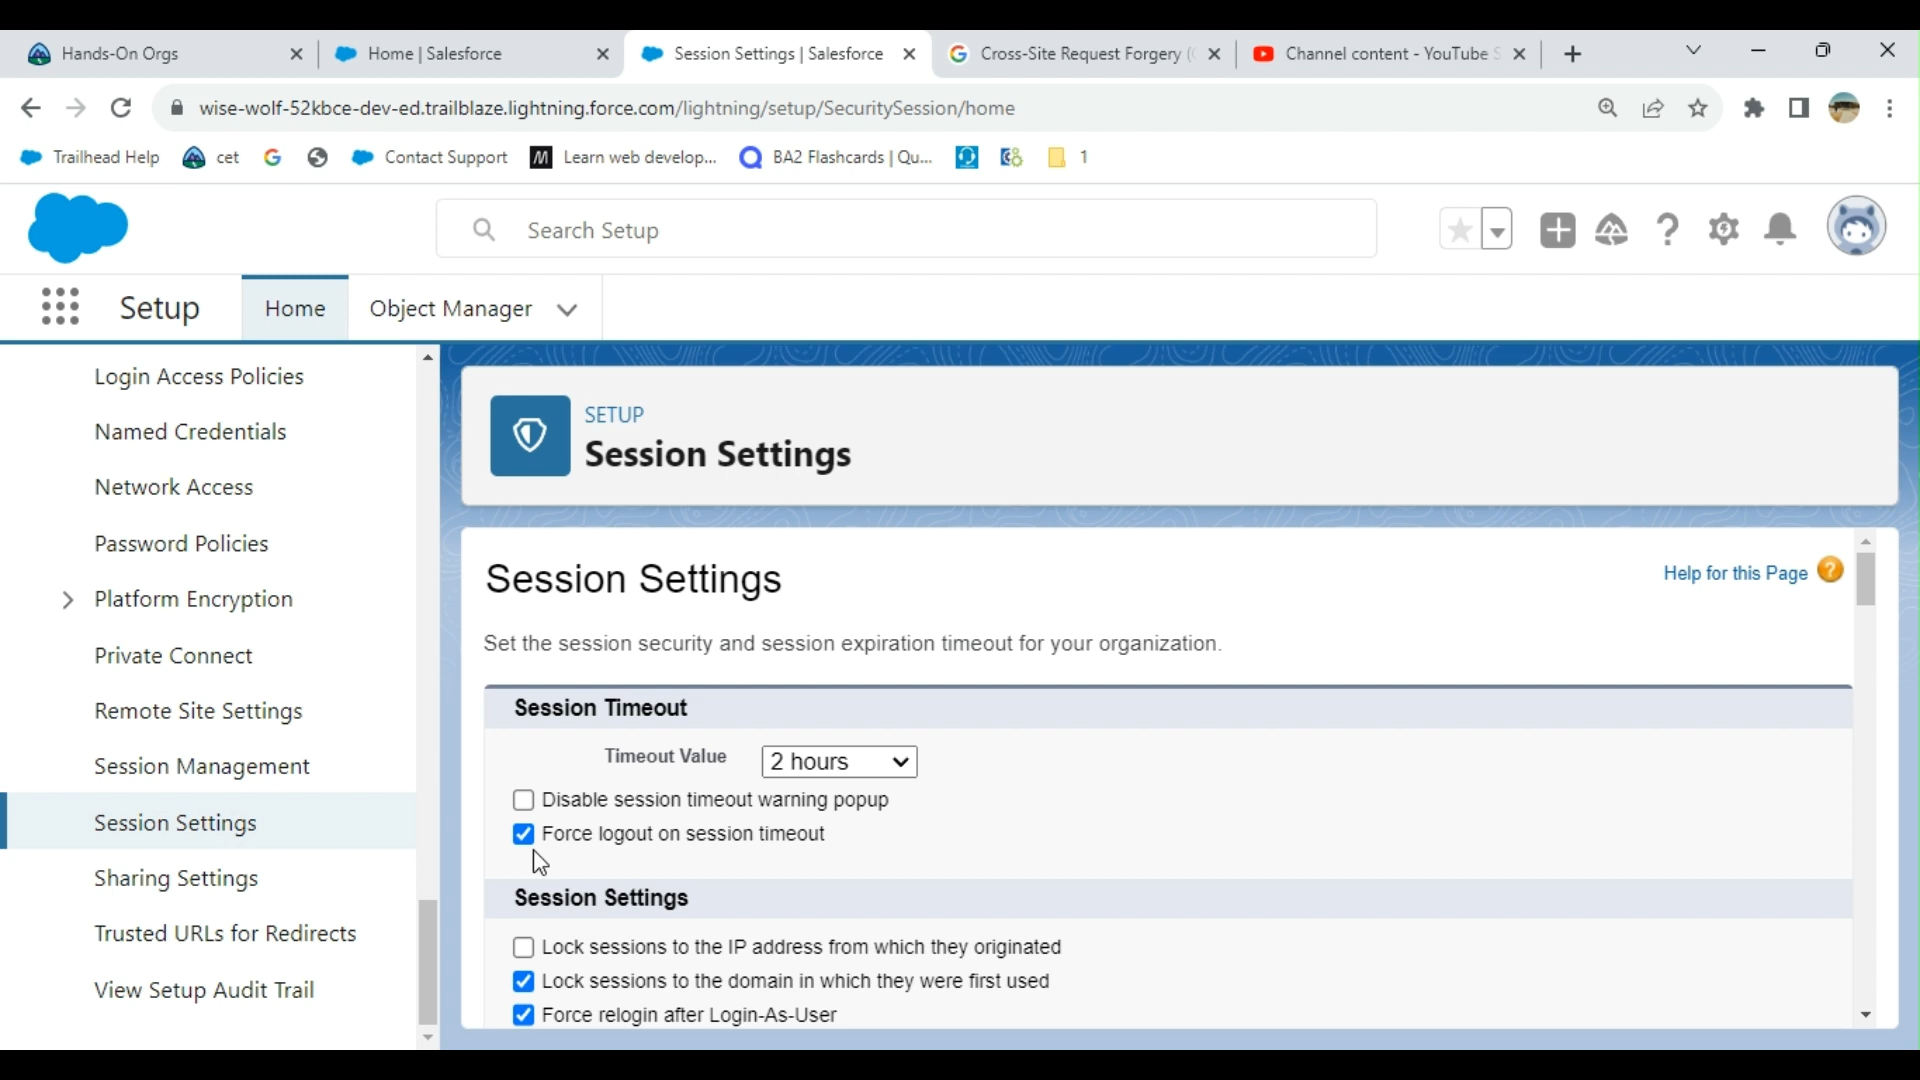 Hands-On Orgs
Home | Salesforce
Session Settings | Salesforce
Cross-Site Request Forgery (
Channel content - YouTube S
wise-wolf-52kbce-dev-ed.trailblaze.lightning.force.com/lightning/setup/SecuritySession/home
Trailhead Help
cet
Contact Support
Learn web develop...
BA2 Flashcards | Qu...
1
Search Setup
Setup
Home
Object Manager
Login Access Policies
Named Credentials
Network Access
Password Policies
Platform Encryption
Private Connect
Remote Site Settings
Session Management
Session Settings
Sharing Settings
Trusted URLs for Redirects
View Setup Audit Trail
SETUP
Session Settings
Session Settings
Help for this Page ?
Set the session security and session expiration timeout for your organization.
Session Timeout
Timeout Value 2 hours
Disable session timeout warning popup
Force logout on session timeout
Session Settings
Lock sessions to the IP address from which they originated
Lock sessions to the domain in which they were first used
Force relogin after Login-As-User